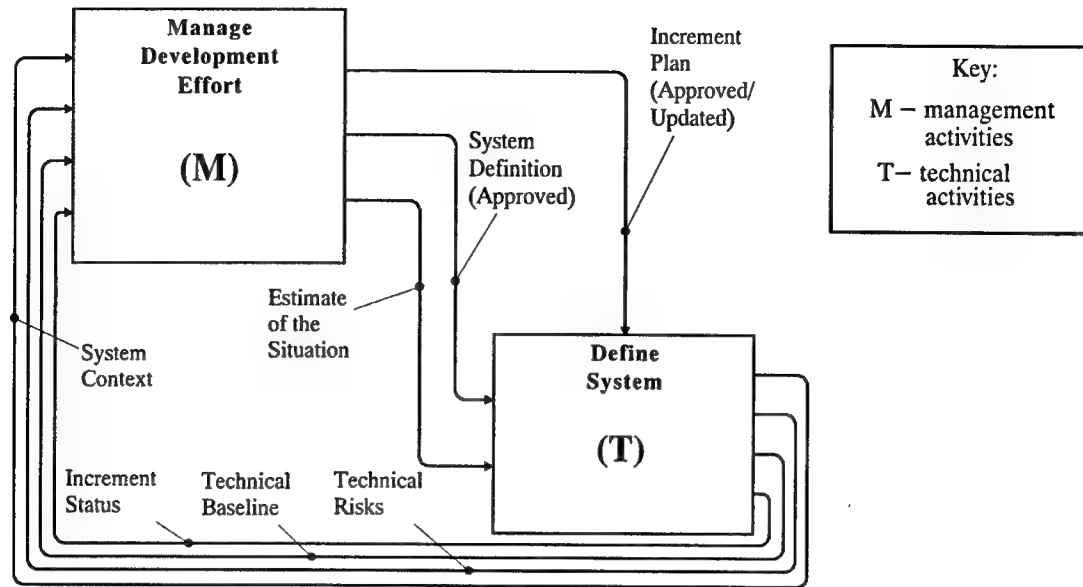 Manage
Development
Effort
(M)
Increment
Plan
(Approved/
Updated)
Key:
M – management
activities
T– technical
activities
System
Definition
(Approved)
Estimate
of the
Situation
System
Context
Define
System
(T)
Increment
Status
Technical
Baseline
Technical
Risks